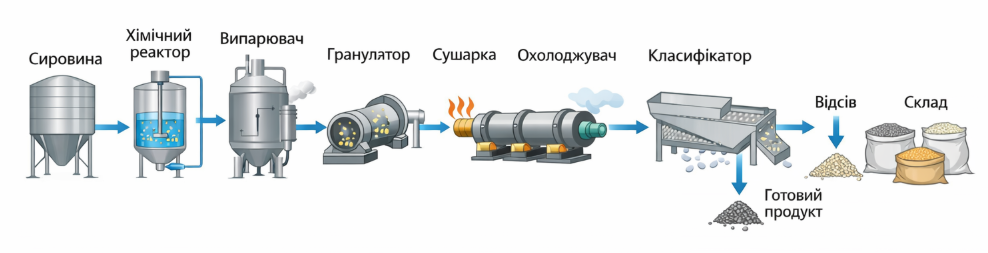 Сировина
Хімічний
реактор
Випарювач
Гранулятор
Сушарка
Охолоджувач
Класифікатор
Відсів
Склад
Готовий
продукт